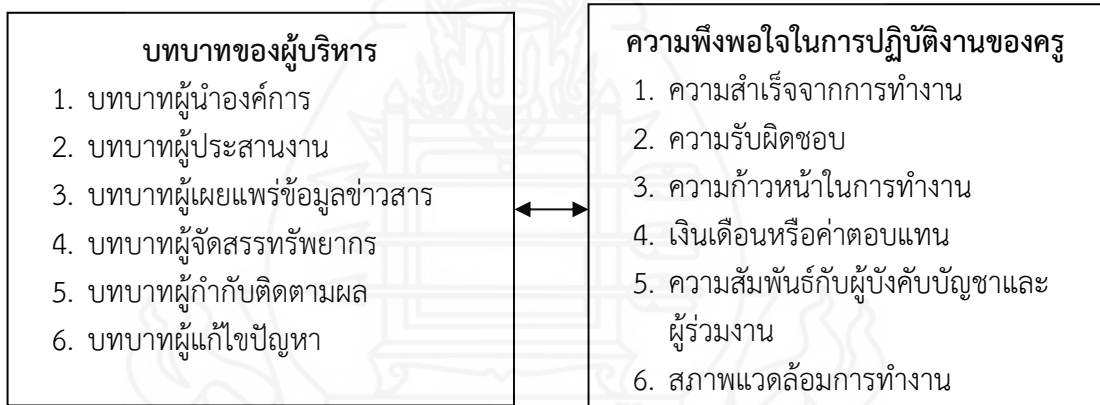 บทบาทของผู้บริหาร
1. บทบาทผู้นำองค์การ
2. บทบาทผู้ประสานงาน
3. บทบาทผู้เผยแพร่ข้อมูลข่าวสาร
4. บทบาทผู้จัดสรรทรัพยากร
5. บทบาทผู้กำกับติดตามผล
6. บทบาทผู้แก้ไขปัญหา
ความพึงพอใจในการปฏิบัติงานของครู
1. ความสำเร็จจากการทำงาน
2. ความรับผิดชอบ
3. ความก้าวหน้าในการทำงาน
4. เงินเดือนหรือค่าตอบแทน
5. ความสัมพันธ์กับผู้บังคับบัญชาและ
ผู้ร่วมงาน
6. สภาพแวดล้อมการทำงาน